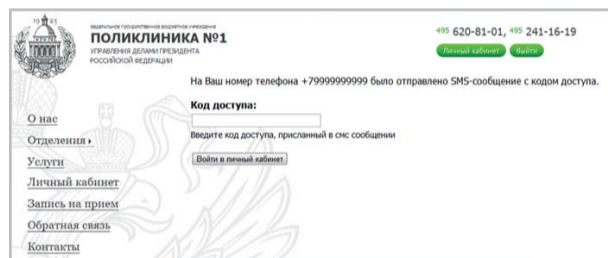 1925
ФЕДЕРАЛЬНОЕ ГОСУДАРСТВЕННОЕ БЮДЖЕТНОЕ УЧРЕЖДЕНИЕ
ПОЛИКЛИНИКА №1
УПРАВЛЕНИЯ ДЕЛАМИ ПРЕЗИДЕНТА
РОССИЙСКОЙ ФЕДЕРАЦИИ
495 620-81-01, 495 241-16-19
Личный кабинет Выйти
На Ваш номер телефона +79999999999 было отправлено SMS-сообщение с кодом доступа.
Код доступа:
Введите код доступа, присланный в смс сообщении
Войти в личный кабинет
О нас
Отделения
Услуги
Личный кабинет
Запись на прием
Обратная связь
Контакты